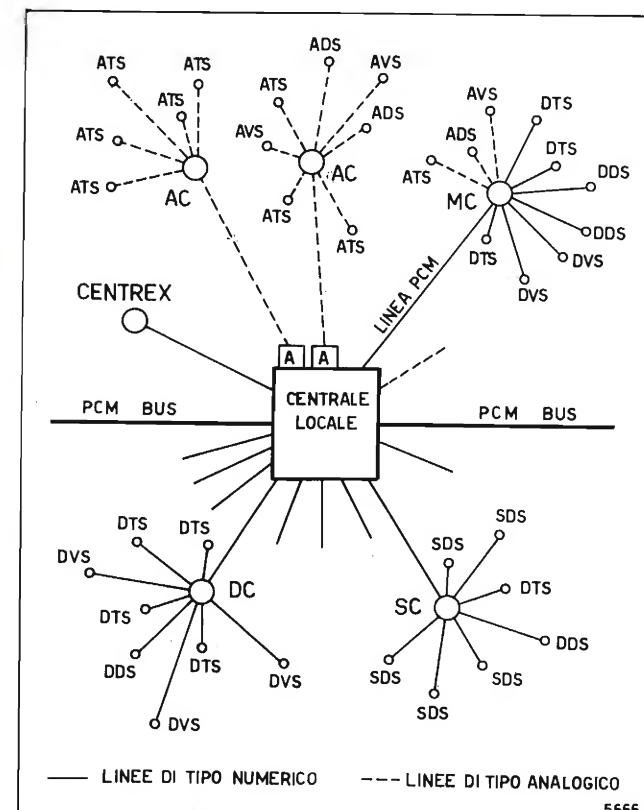 ADS
ATS
ATS
AVS
AVS
DTS
ATS
ATS
ADS
ADS
DTS
ATS
AVS
ATS
DDS
ATS
AC
AC
MC
ATS
ATS
DTS
DDS
DVS
DVS
CENTREX
LINEA PCM
A
A
CENTRALE
LOCALE
PCM BUS
PCM BUS
DTS
DTS
DVS
DTS
DC
DDS
DTS
DVS
DVS
SDS
SDS
DTS
SC
DDS
SDS
SDS
SDS
LINEE DI TIPO NUMERICO
LINEE DI TIPO ANALOGICO
5666